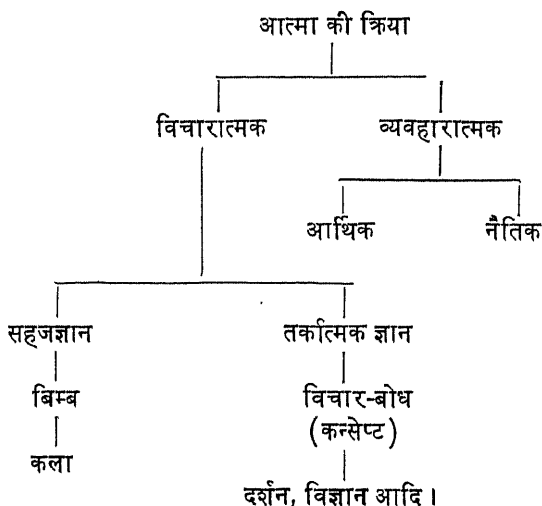 आत्मा की क्रिया
विचारात्मक व्यवहारात्मक
आर्थिक नैतिक
सहजज्ञान तर्कात्मक ज्ञान
बिम्ब विचार-बोध
(कन्सेप्ट)
कला
दर्शन, विज्ञान आदि ।